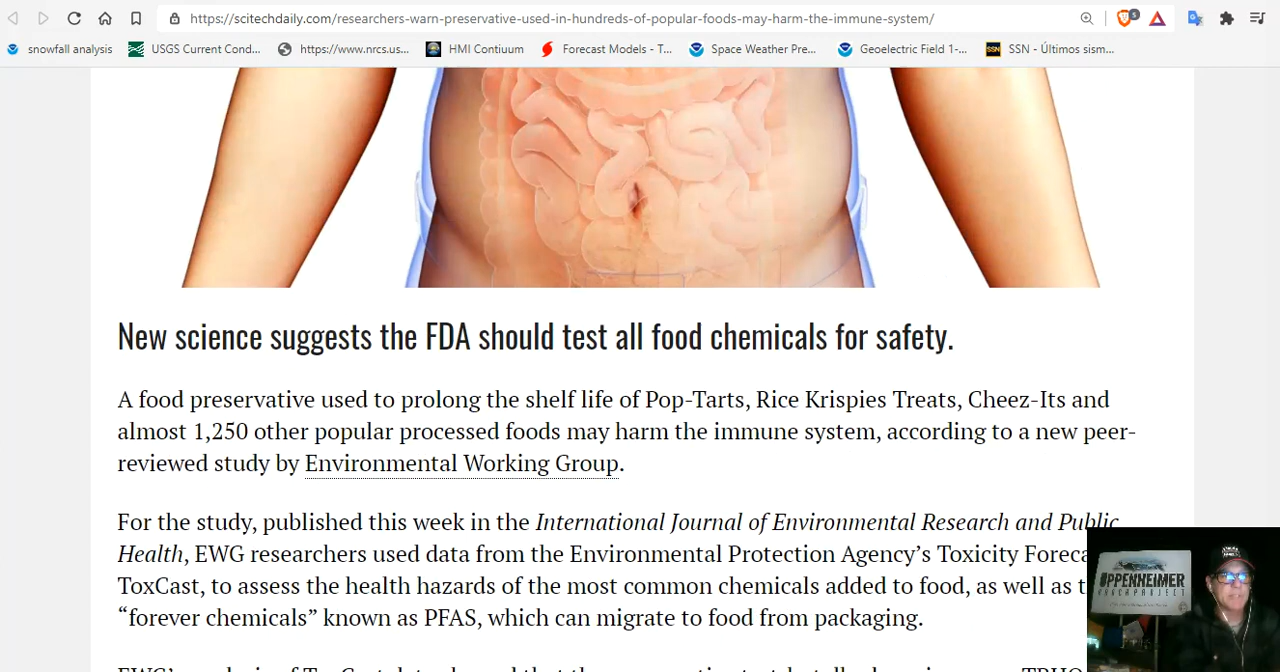 https://scitechdaily.com/researchers-warn-preservative-used-in-hundreds-of-popular-foods-may-harm-the-immune-system/
5
snowfall analysis
USGS Current Cond...
https://www.nrcs.us...
HMI Contiuum
Forecast Models - T...
Space Weather Pre...
Geoelectric Field 1-...
SSN
SSN - Últimos sism...
New science suggests the FDA should test all food chemicals for safety.
A food preservative used to prolong the shelf life of Pop-Tarts, Rice Krispies Treats, Cheez-Its and
almost 1,250 other popular processed foods may harm the immune system, according to a new peer-
reviewed study by Environmental Working Group.
For the study, published this week in the International Journal of Environmental Research and Public
Health, EWG researchers used data from the Environmental Protection Agency's Toxicity Foreca
ToxCast, to assess the health hazards of the most common chemicals added to food, as well as t
“forever chemicals” known as PFAS, which can migrate to food from packaging.
OPPENHEIMER